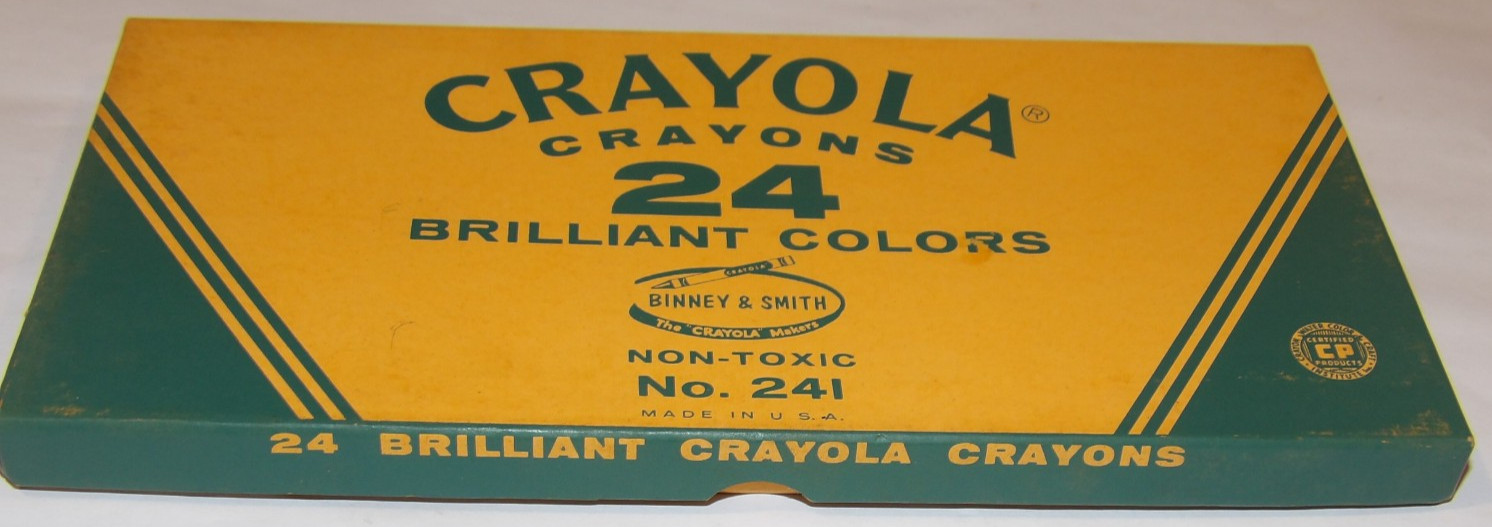 CRAYOLA®
CRAYONS
24
BRILLIANT COLORS
CRAYOLA
BINNEY & SMITH
The "CRAYOLA" Makers
NON-TOXIC
No. 241
MADE IN U.S.A.
CERTIFIED
CP
PRODUCTS
INSTITUTE
24 BRILLIANT CRAYOLA CRAYONS